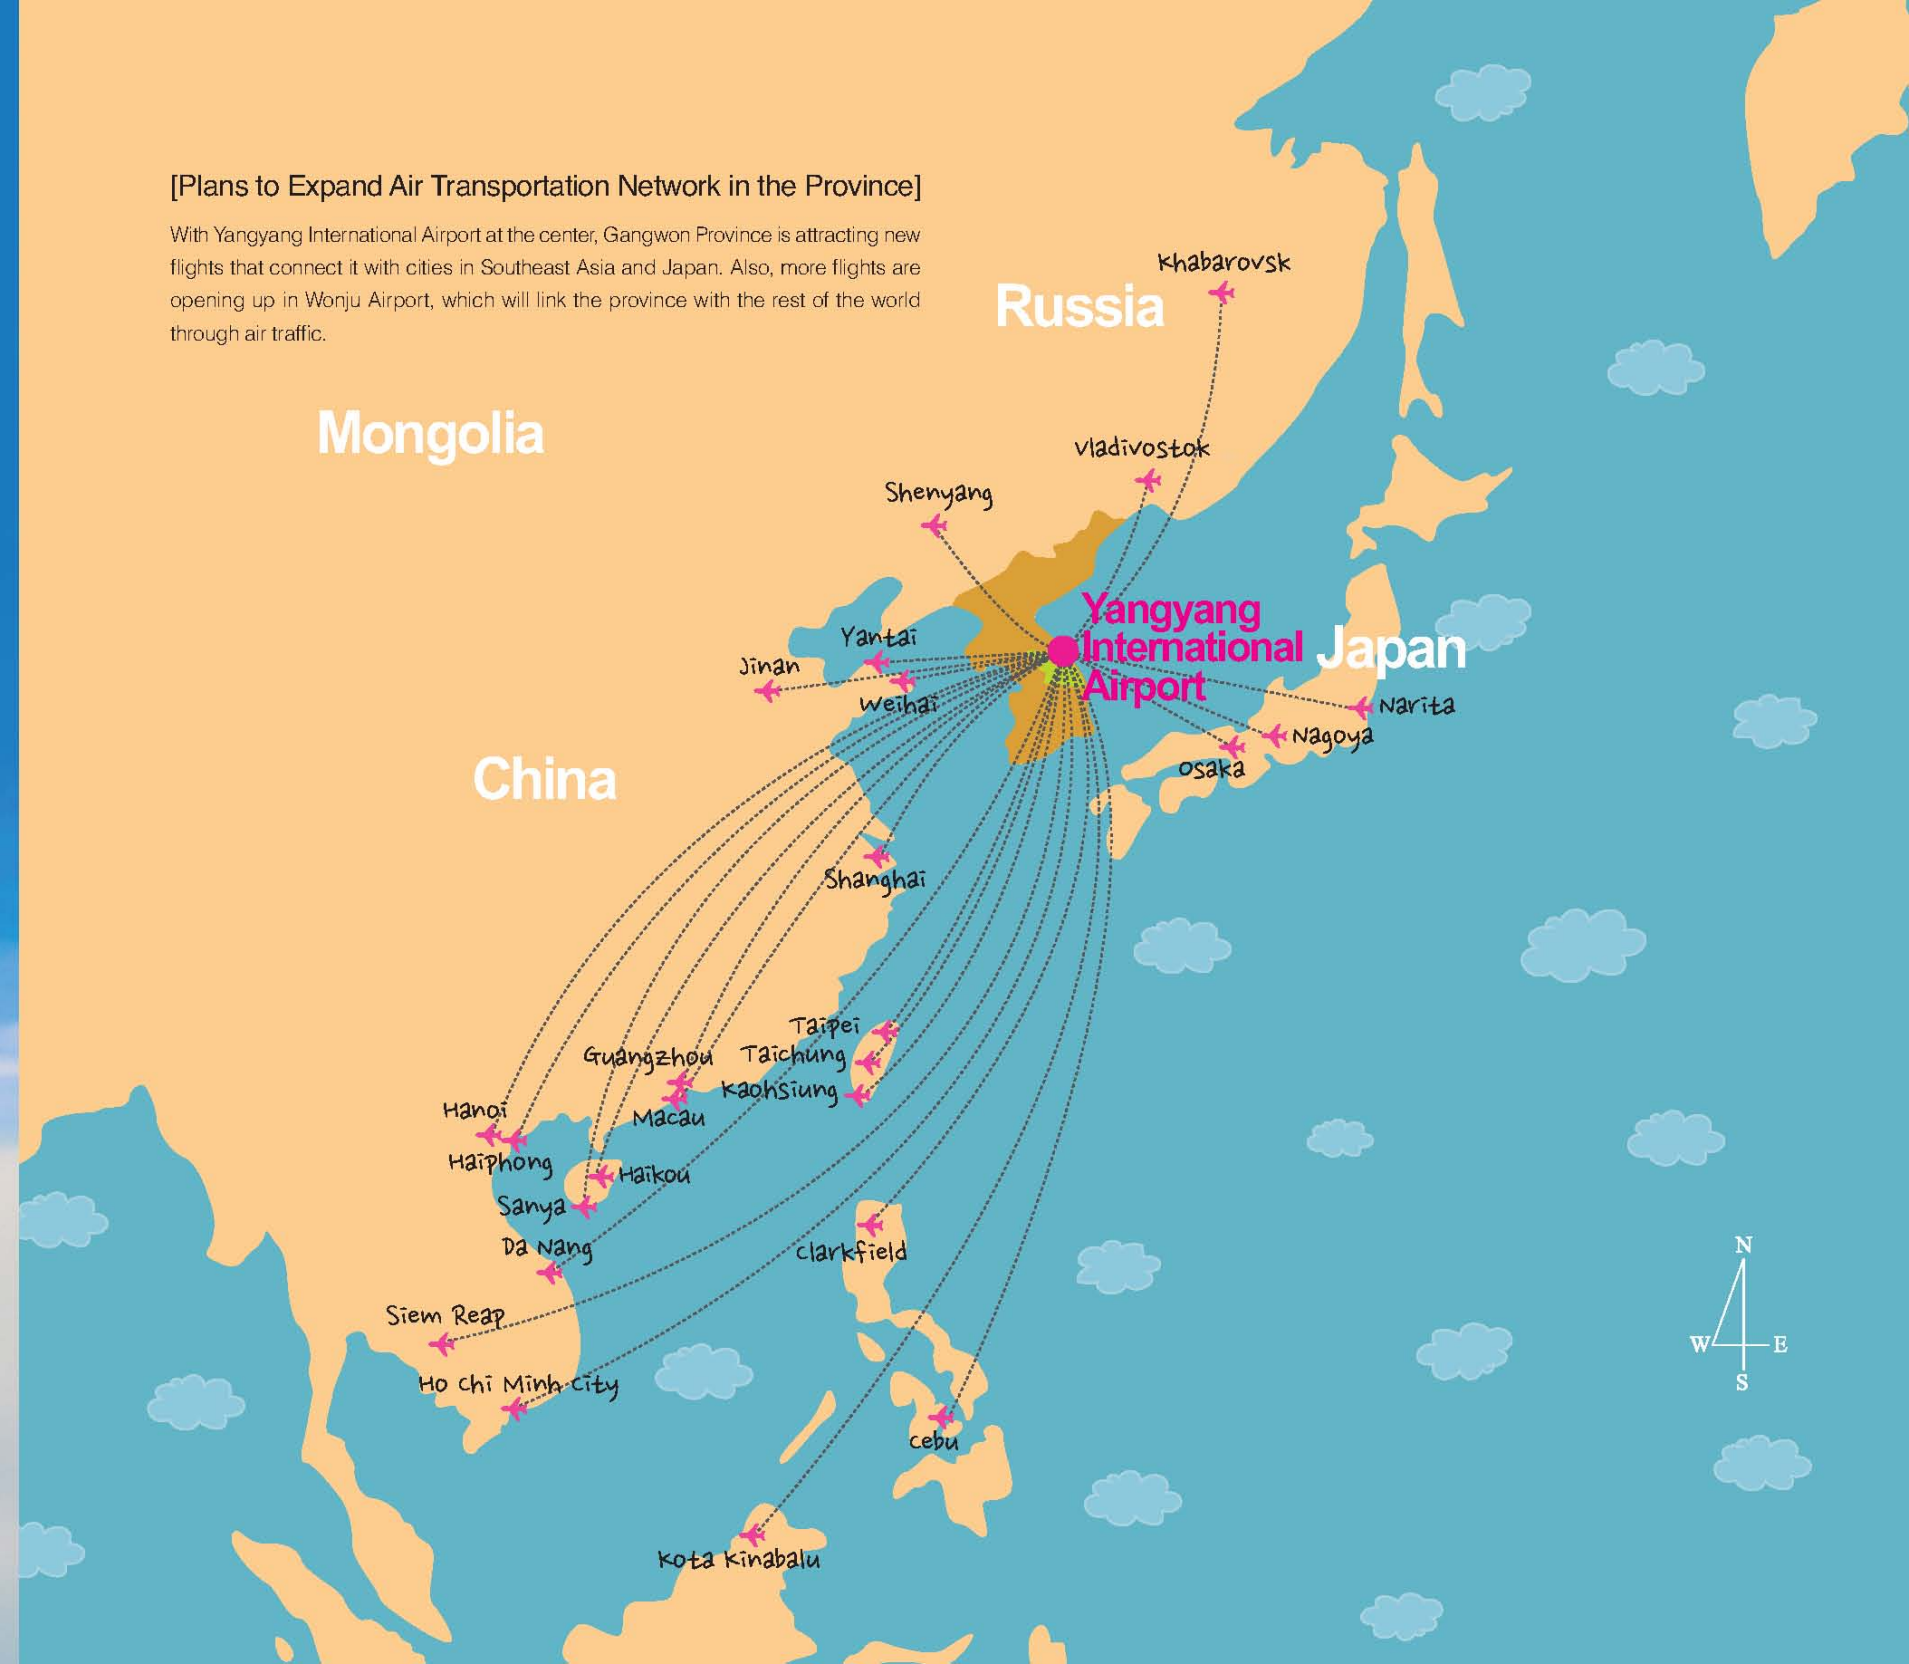 [Plans to Expand Air Transportation Network in the Province]
With Yangyang International Airport at the center, Gangwon Province is attracting new
flights that connect it with cities in Southeast Asia and Japan. Also, more flights are
opening up in Wonju Airport, which will link the province with the rest of the world
through air traffic.
Khabarovsk
Russia
Mongolia
Vladivostok
Shenyang
Yangyang
International
Airport
Japan
Yantai
Jinan
Weihai
Narita
Nagoya
Osaka
China
Shanghai
Taipei
Guangzhou
Taichung
Kaohsiung
Macau
Hanoi
Haiphong
Haikou
Sanya
Da Nang
Clarkfield
Siem Reap
Ho Chi Minh City
Cebu
Kota Kinabalu
N
W
E
S